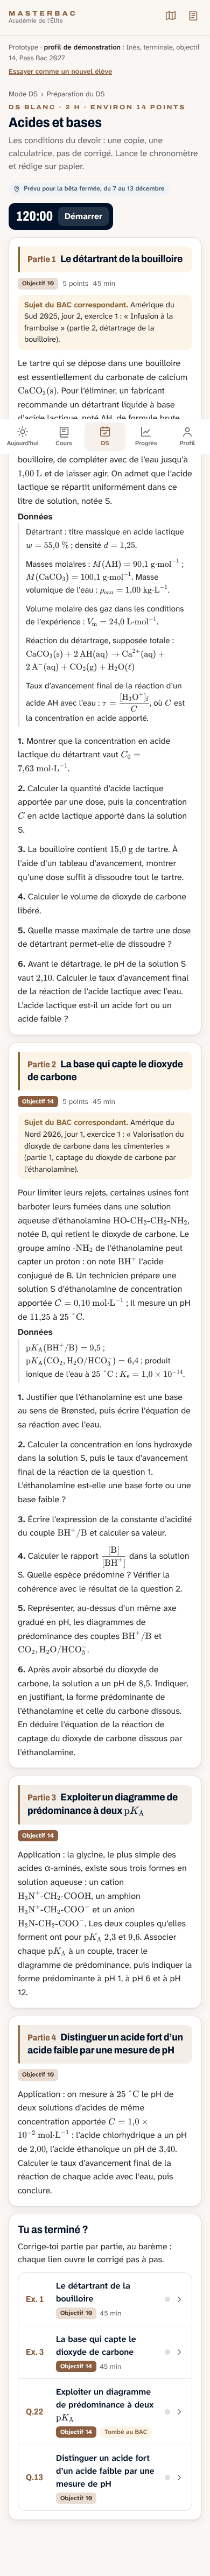 MASTERBAC
Académie de l'Élite
Prototype · profil de démonstration : Inès, terminale, objectif
14, Pass Bac 2027
Essayer comme un nouvel élève
Mode DS › Préparation du DS
DS BLANC · 2 H · ENVIRON 14 POINTS
Acides et bases
Les conditions du devoir : une copie, une
calculatrice, pas de corrigé. Lance le chronomètre
et rédige sur papier.
Prévu pour la bêta fermée, du 7 au 13 décembre
120:00 Démarrer
Partie 1 Le détartrant de la bouilloire
Objectif 10 5 points 45 min
Sujet du BAC correspondant. Amérique du
Sud 2025, jour 2, exercice 1 : « Infusion à la
framboise » (partie 2, détartrage de la
bouilloire).
Le tartre qui se dépose dans une bouilloire
est essentiellement du carbonate de calcium
CaCO₃(s). Pour l'éliminer, un fabricant
recommande un détartrant liquide à base
Aujourd'hui Cours DS Progrès Profil
bouilloire, de compléter avec de l'eau jusqu'à
1,00 L et de laisser agir. On admet que l'acide
lactique se répartit uniformément dans ce
litre de solution, notée S.
Données
Détartrant : titre massique en acide lactique
w = 55,0 % ; densité d = 1,25.
Masses molaires : M(AH) = 90,1 g·mol⁻¹ ;
M(CaCO₃) = 100,1 g·mol⁻¹. Masse
volumique de l'eau : ρeau = 1,00 kg·L⁻¹.
Volume molaire des gaz dans les conditions
de l'expérience : Vm = 24,0 L·mol⁻¹.
Réaction du détartrage, supposée totale :
CaCO₃(s) + 2 AH(aq) → Ca²⁺(aq) +
2 A⁻(aq) + CO₂(g) + H₂O(ℓ)
Taux d'avancement final de la réaction d'un
acide AH avec l'eau : τ = [H₃O⁺]f / C, où C est
la concentration en acide apporté.
1. Montrer que la concentration en acide
lactique du détartrant vaut C₀ =
7,63 mol·L⁻¹.
2. Calculer la quantité d'acide lactique
apportée par une dose, puis la concentration
C en acide lactique apporté dans la solution
S.
3. La bouilloire contient 15,0 g de tartre. À
l'aide d'un tableau d'avancement, montrer
qu'une dose suffit à dissoudre tout le tartre.
4. Calculer le volume de dioxyde de carbone
libéré.
5. Quelle masse maximale de tartre une dose
de détartrant permet-elle de dissoudre ?
6. Avant le détartrage, le pH de la solution S
vaut 2,10. Calculer le taux d'avancement final
de la réaction de l'acide lactique avec l'eau.
L'acide lactique est-il un acide fort ou un
acide faible ?
Partie 2 La base qui capte le dioxyde
de carbone
Objectif 14 5 points 45 min
Sujet du BAC correspondant. Amérique du
Nord 2026, jour 1, exercice 1 : « Valorisation du
dioxyde de carbone dans les cimenteries »
(partie 1, captage du dioxyde de carbone par
l'éthanolamine).
Pour limiter leurs rejets, certaines usines font
barboter leurs fumées dans une solution
aqueuse d'éthanolamine HO-CH₂-CH₂-NH₂,
notée B, qui retient le dioxyde de carbone. Le
groupe amino -NH₂ de l'éthanolamine peut
capter un proton : on note BH⁺ l'acide
conjugué de B. Un technicien prépare une
solution S d'éthanolamine de concentration
apportée C = 0,10 mol·L⁻¹ ; il mesure un pH
de 11,25 à 25 °C.
Données
pKA(BH⁺/B) = 9,5 ;
pKA(CO₂,H₂O/HCO₃⁻) = 6,4 ; produit
ionique de l'eau à 25 °C : Ke = 1,0 × 10⁻¹⁴.
1. Justifier que l'éthanolamine est une base
au sens de Brønsted, puis écrire l'équation de
sa réaction avec l'eau.
2. Calculer la concentration en ions hydroxyde
dans la solution S, puis le taux d'avancement
final de la réaction de la question 1.
L'éthanolamine est-elle une base forte ou une
base faible ?
3. Écrire l'expression de la constante d'acidité
du couple BH⁺/B et calculer sa valeur.
4. Calculer le rapport [B] / [BH⁺] dans la solution
S. Quelle espèce prédomine ? Vérifier la
cohérence avec le résultat de la question 2.
5. Représenter, au-dessus d'un même axe
gradué en pH, les diagrammes de
prédominance des couples BH⁺/B et
CO₂,H₂O/HCO₃⁻.
6. Après avoir absorbé du dioxyde de
carbone, la solution a un pH de 8,5. Indiquer,
en justifiant, la forme prédominante de
l'éthanolamine et celle du carbone dissous.
En déduire l'équation de la réaction de
captage du dioxyde de carbone dissous par
l'éthanolamine.
Partie 3 Exploiter un diagramme de
prédominance à deux pKA
Objectif 14
Application : la glycine, le plus simple des
acides α-aminés, existe sous trois formes en
solution aqueuse : un cation
H₃N⁺-CH₂-COOH, un amphion
H₃N⁺-CH₂-COO⁻ et un anion
H₂N-CH₂-COO⁻. Les deux couples qu'elles
forment ont pour pKA 2,3 et 9,6. Associer
chaque pKA à un couple, tracer le
diagramme de prédominance, puis indiquer la
forme prédominante à pH 1, à pH 6 et à pH
12.
Partie 4 Distinguer un acide fort d'un
acide faible par une mesure de pH
Objectif 10
Application : on mesure à 25 °C le pH de
deux solutions d'acides de même
concentration apportée C = 1,0 ×
10⁻² mol·L⁻¹ : l'acide chlorhydrique a un pH
de 2,00, l'acide éthanoïque un pH de 3,40.
Calculer le taux d'avancement final de la
réaction de chaque acide avec l'eau, puis
conclure.
Tu as terminé ?
Corrige-toi partie par partie, au barème :
chaque lien ouvre le corrigé pas à pas.
Ex. 1 Le détartrant de la
bouilloire
Objectif 10 45 min
Ex. 3 La base qui capte le
dioxyde de carbone
Objectif 14 45 min
Q.22 Exploiter un diagramme
de prédominance à deux
pKA
Objectif 14 Tombé au BAC
Q.13 Distinguer un acide fort
d'un acide faible par une
mesure de pH
Objectif 10